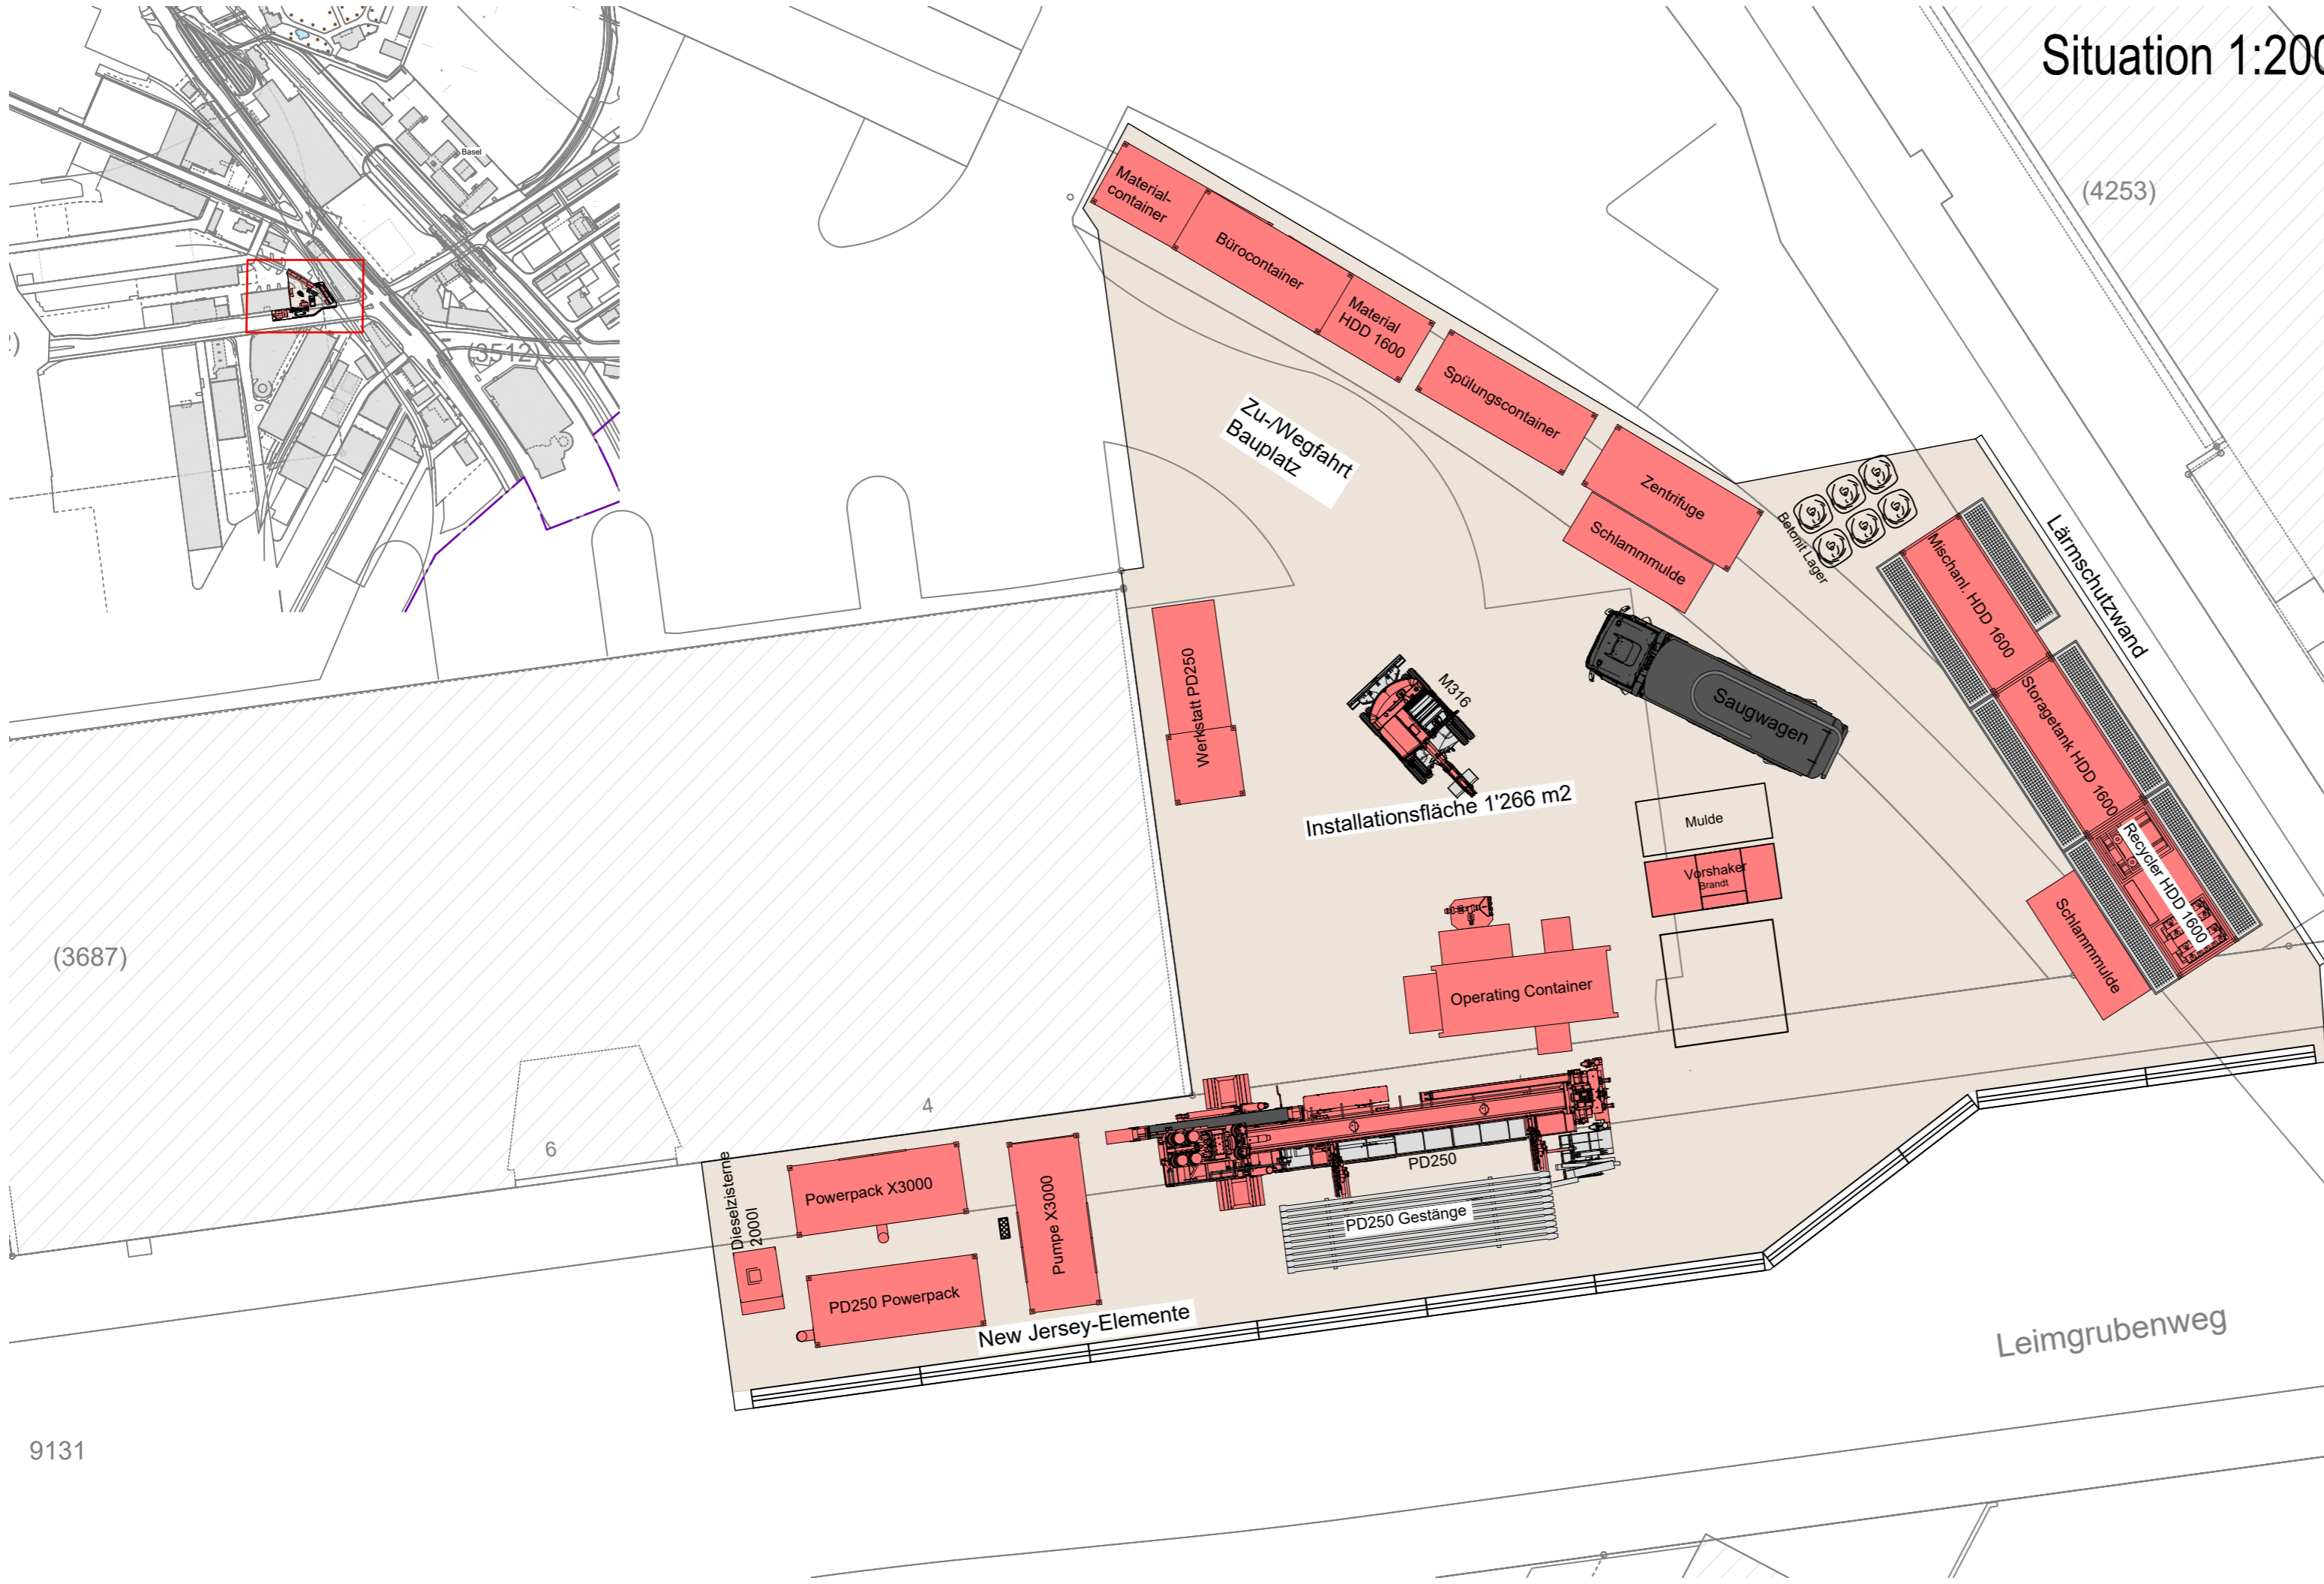 Situation 1:200
Basel
(3512)
(4253)
Material-
container
Bürocontainer
Material
HDD 1600
Spülungscontainer
Zentrifuge
Schlammmulde
Zu-/Wegfahrt
Bauplatz
Betonit Lager
Lärmschutzwand
Mischanl. HDD 1600
Storagetank HDD 1600
Recycler HDD 1600
Schlammmulde
Werkstatt PD250
M316
Saugwagen
Installationsfläche 1'266 m2
Mulde
Vorshaker
Brandt
Operating Container
(3687)
4
6
Dieselzisterne
2000l
Powerpack X3000
PD250 Powerpack
Pumpe X3000
PD250
PD250 Gestänge
New Jersey-Elemente
Leimgrubenweg
9131